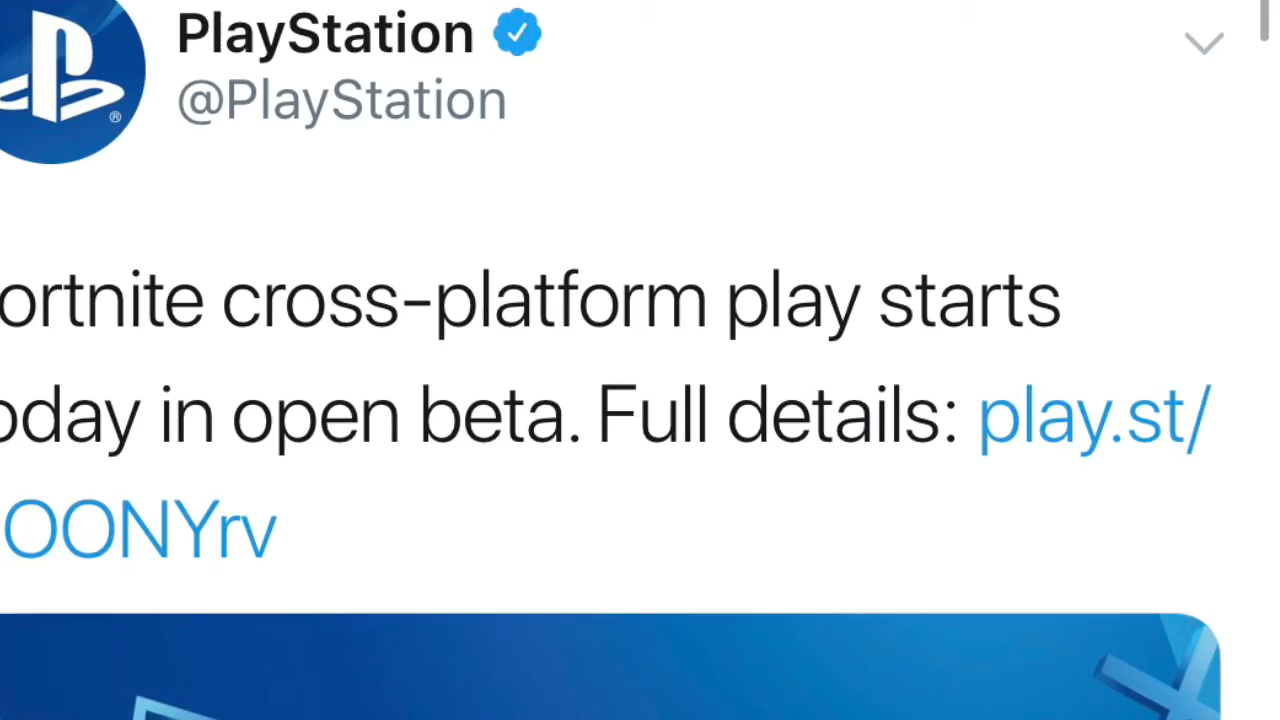 PlayStation
@PlayStation
ortnite cross-platform play starts
oday in open beta. Full details: play.st/
OONYrv